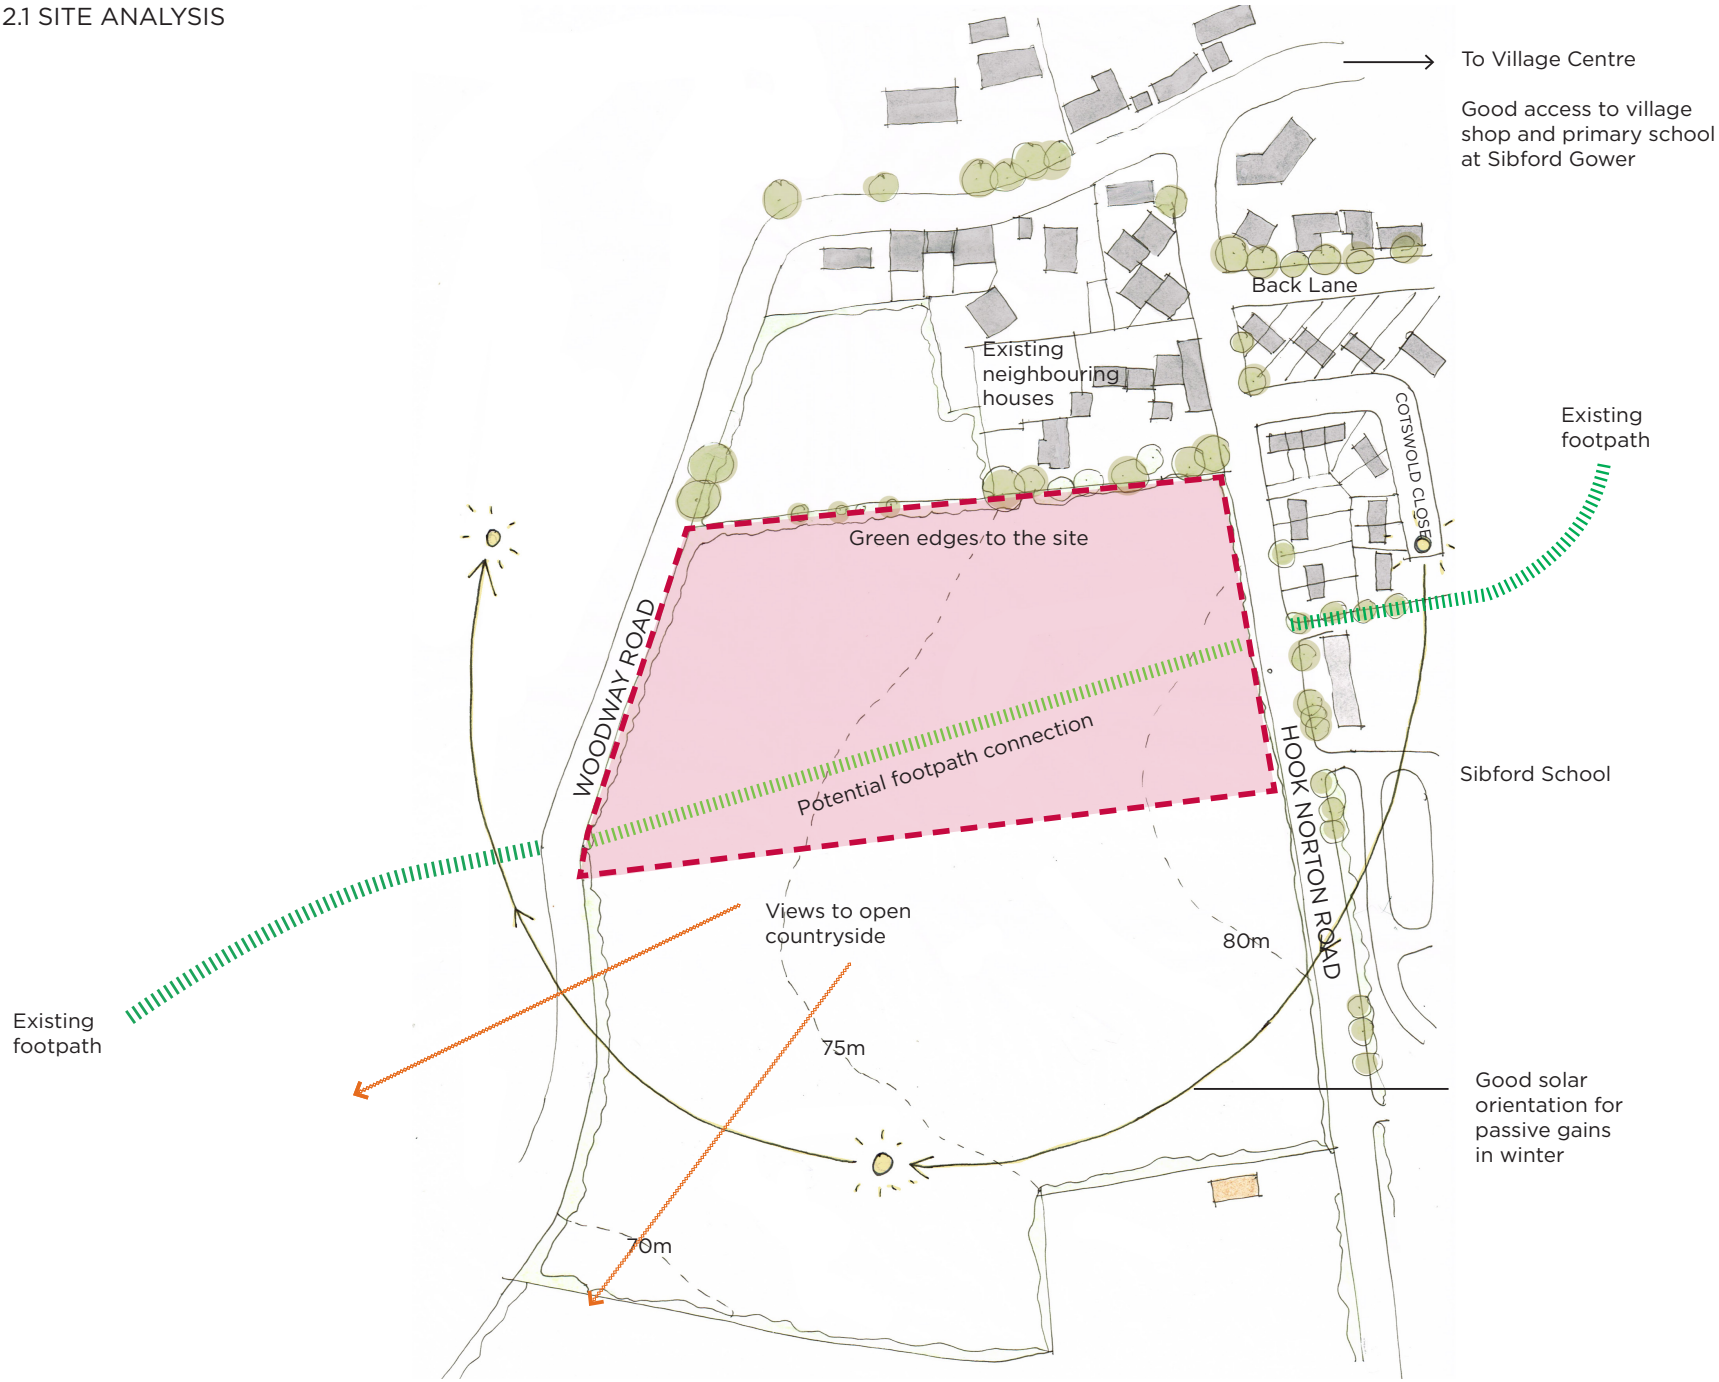 2.1 SITE ANALYSIS
To Village Centre
Good access to village
shop and primary school
at Sibford Gower
Back Lane
Existing
neighbouring
houses
COTSWOLD CLOSE
Existing
footpath
Green edges to the site
WOODWAY ROAD
Potential footpath connection
HOOK NORTON ROAD
Sibford School
Views to open
countryside
80m
Existing
footpath
75m
Good solar
orientation for
passive gains
in winter
70m